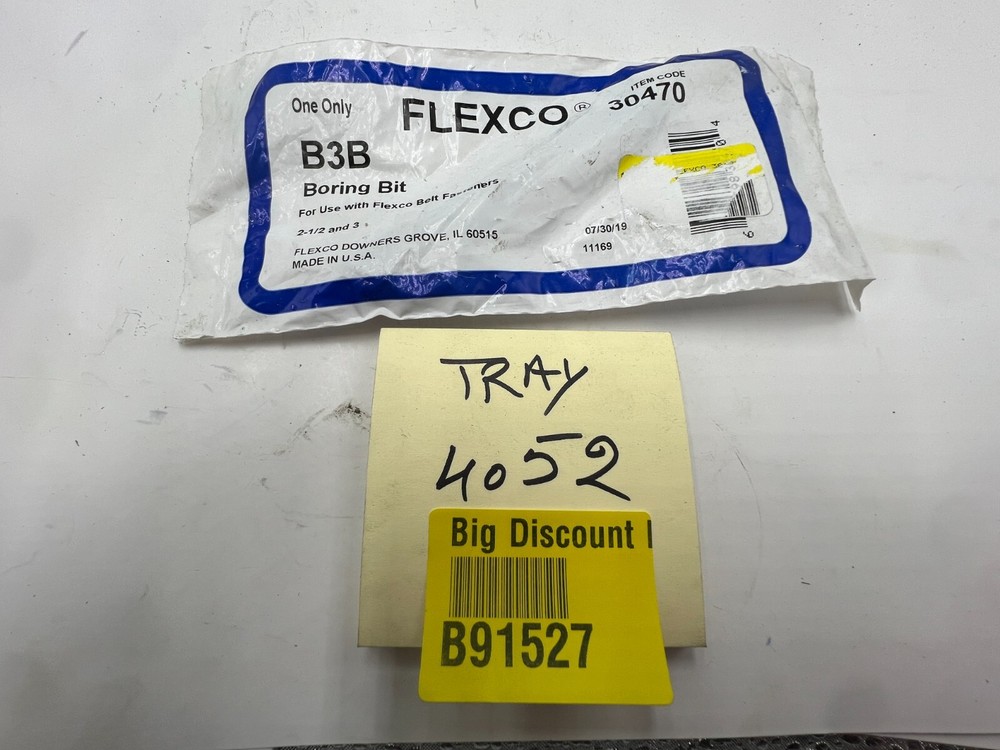 One Only
FLEXCO®
ITEM CODE
30470
B3B
Boring Bit
For Use with Flexco Belt Fasteners
2-1/2 and 3
FLEXCO DOWNERS GROVE, IL 60515
MADE IN U.S.A.
07/30/19
11169
TRAY
4052
Big Discount
B91527